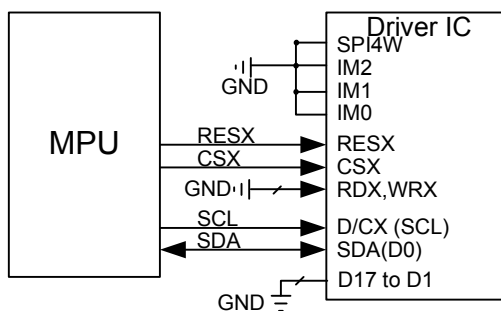 Driver IC
SPI4W
IM2
GND
IM1
IM0
MPU
RESX
RESX
CSX
CSX
GND
RDX,WRX
SCL
D/CX (SCL)
SDA
SDA(D0)
D17 to D1
GND